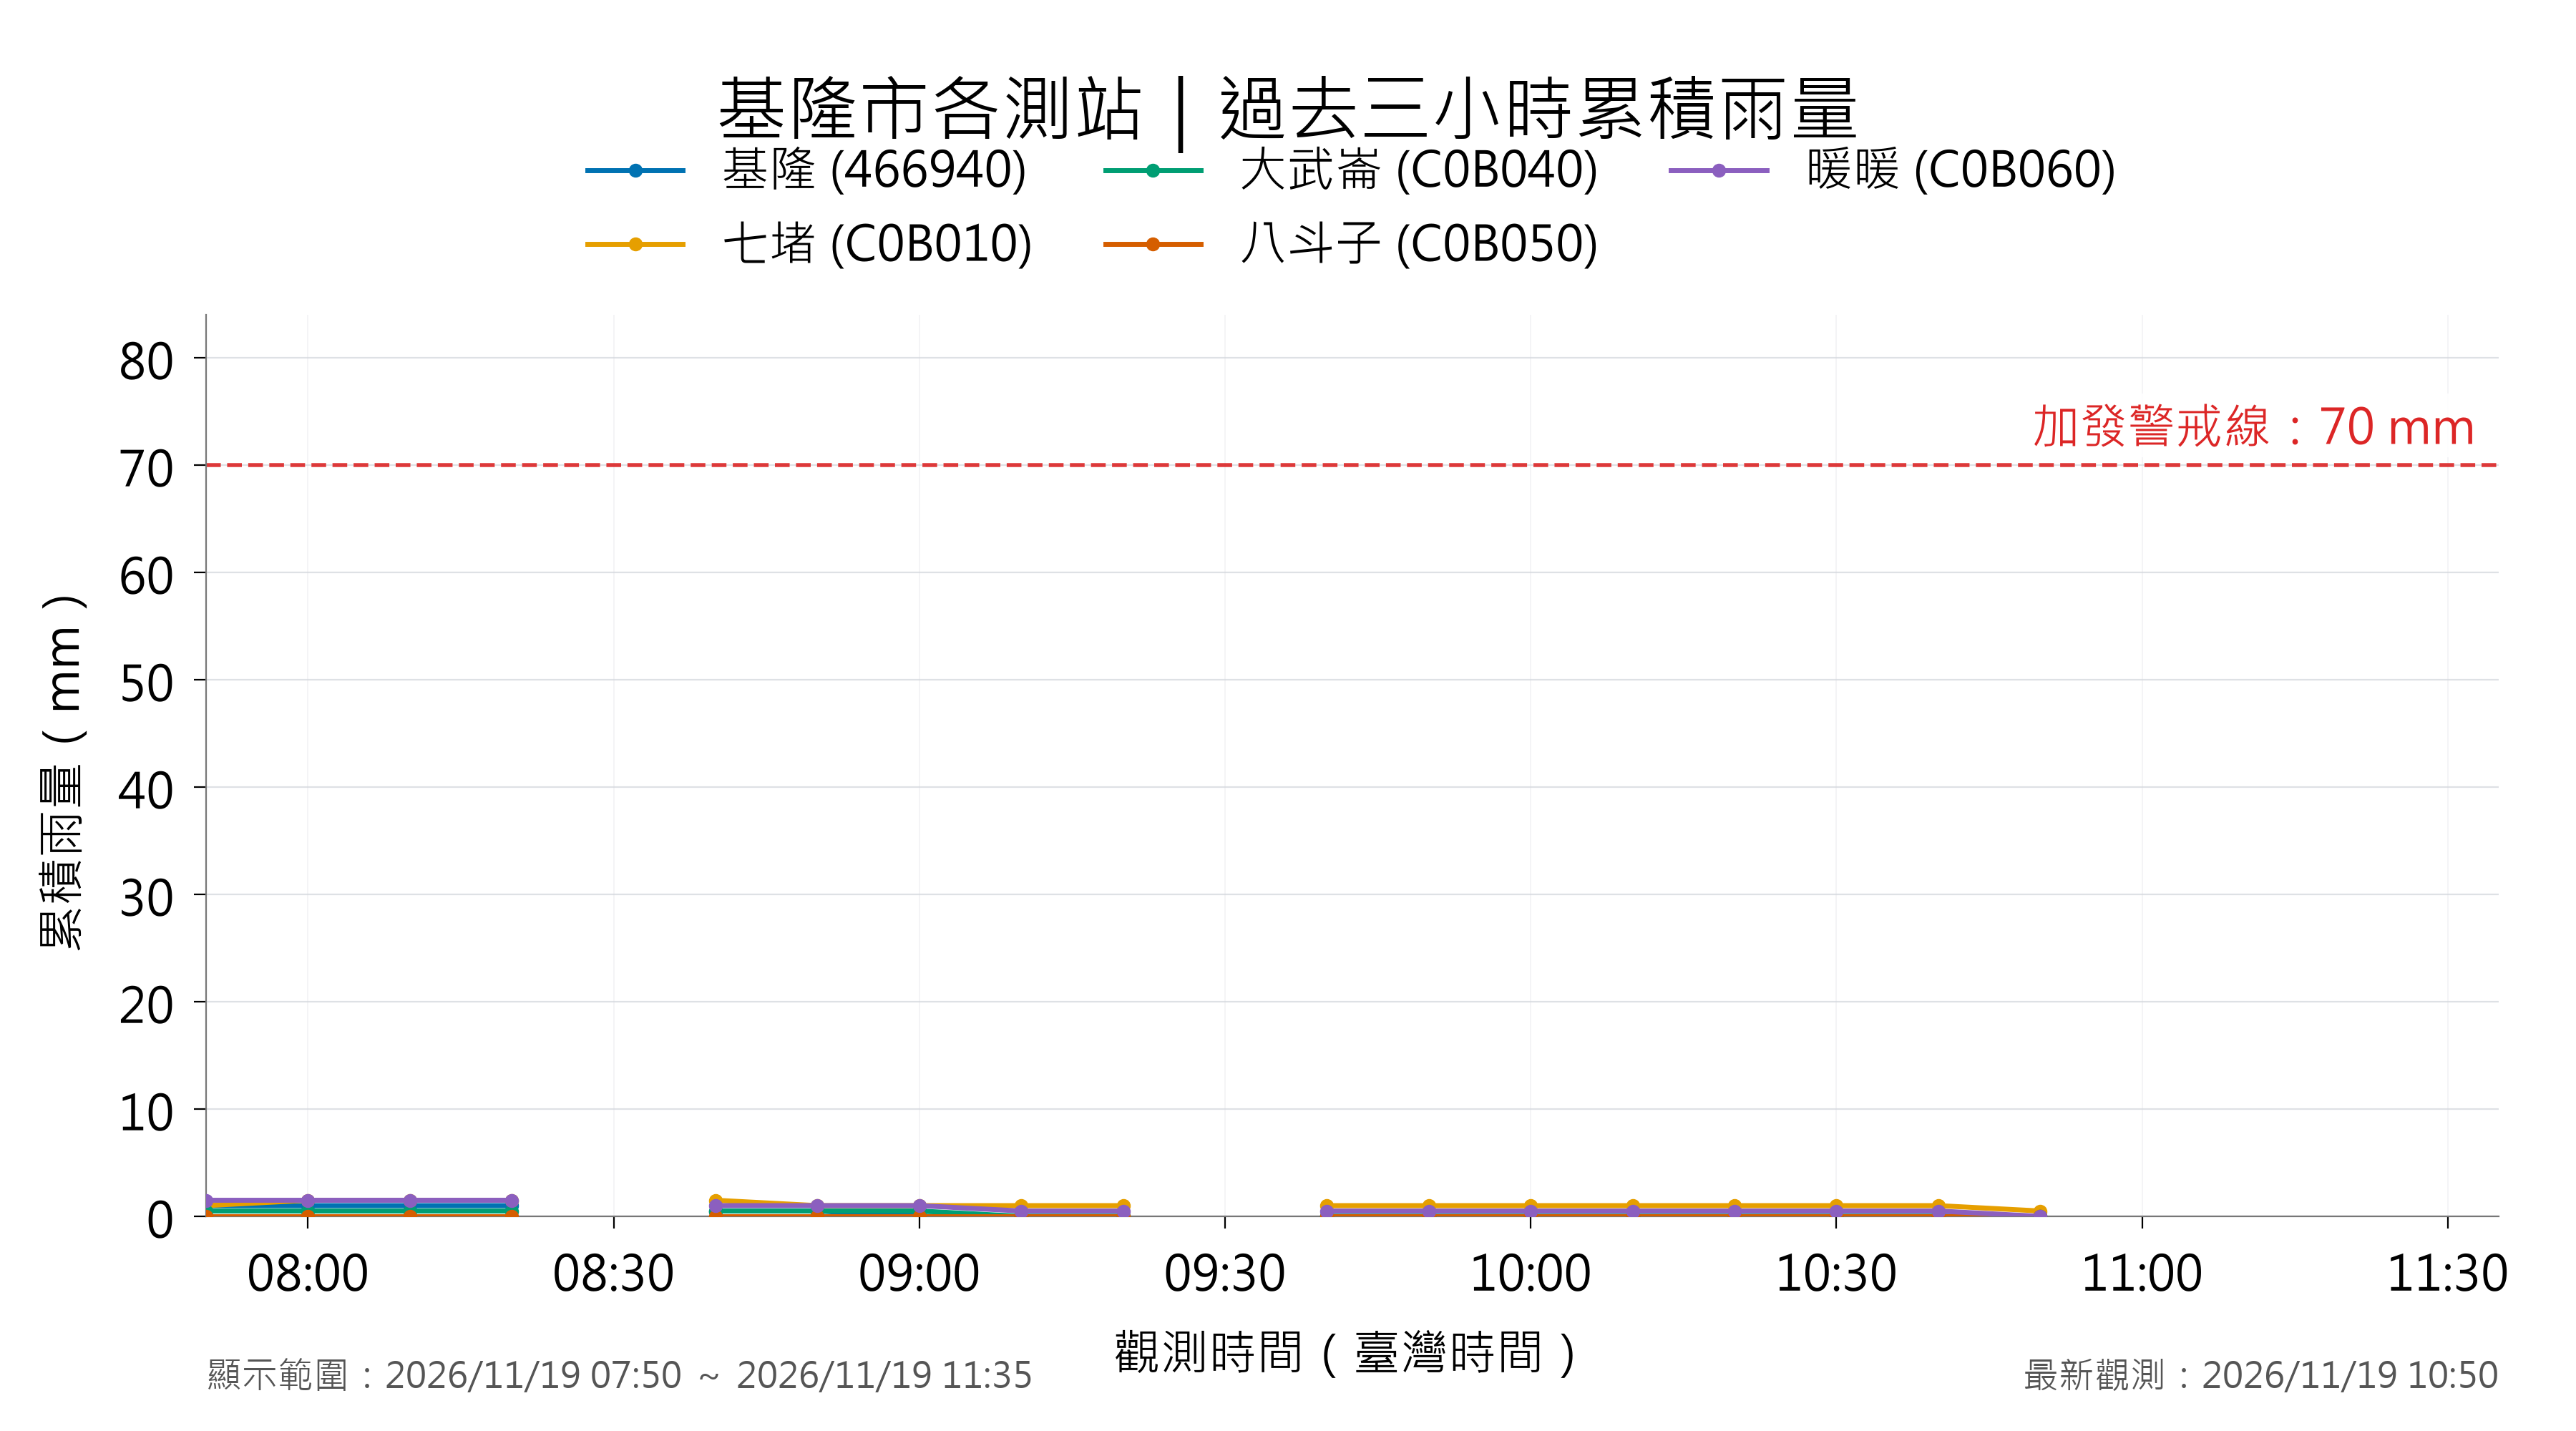 基隆市各測站｜過去三小時累積雨量
基隆 (466940)
大武崙 (C0B040)
暖暖 (C0B060)
七堵 (C0B010)
八斗子 (C0B050)
80
加發警戒線：70 mm
70
60
50
40
30
20
10
0
累積雨量（mm）
08:00 08:30 09:00 09:30 10:00 10:30 11:00 11:30
觀測時間（臺灣時間）
顯示範圍：2026/11/19 07:50 ~ 2026/11/19 11:35
最新觀測：2026/11/19 10:50